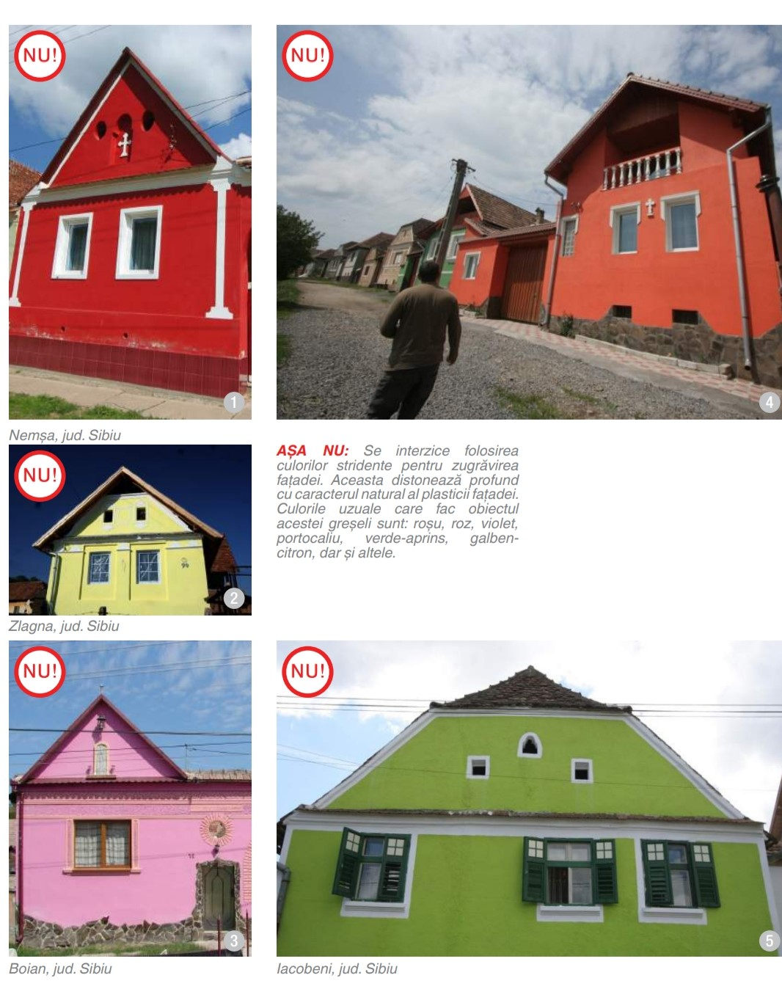 NU!
1
Nemșa, jud. Sibiu
NU!
4
AȘA NU: Se interzice folosirea
culorilor stridente pentru zugrăvirea
fațadei. Aceasta distonează profund
cu caracterul natural al plasticii fațadei.
Culorile uzuale care fac obiectul
acestei greșeli sunt: roșu, roz, violet,
portocaliu, verde-aprins, galben-
citron, dar și altele.
NU!
2
Zlagna, jud. Sibiu
NU!
3
Boian, jud. Sibiu
NU!
5
Iacobeni, jud. Sibiu